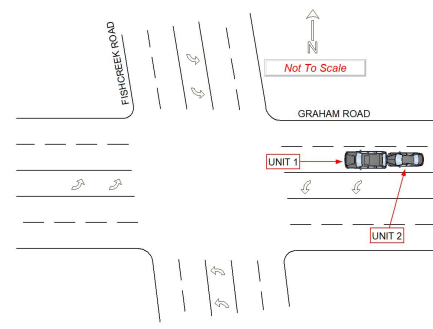 FISHCREEK ROAD
N
Not To Scale
GRAHAM ROAD
UNIT 1
UNIT 2